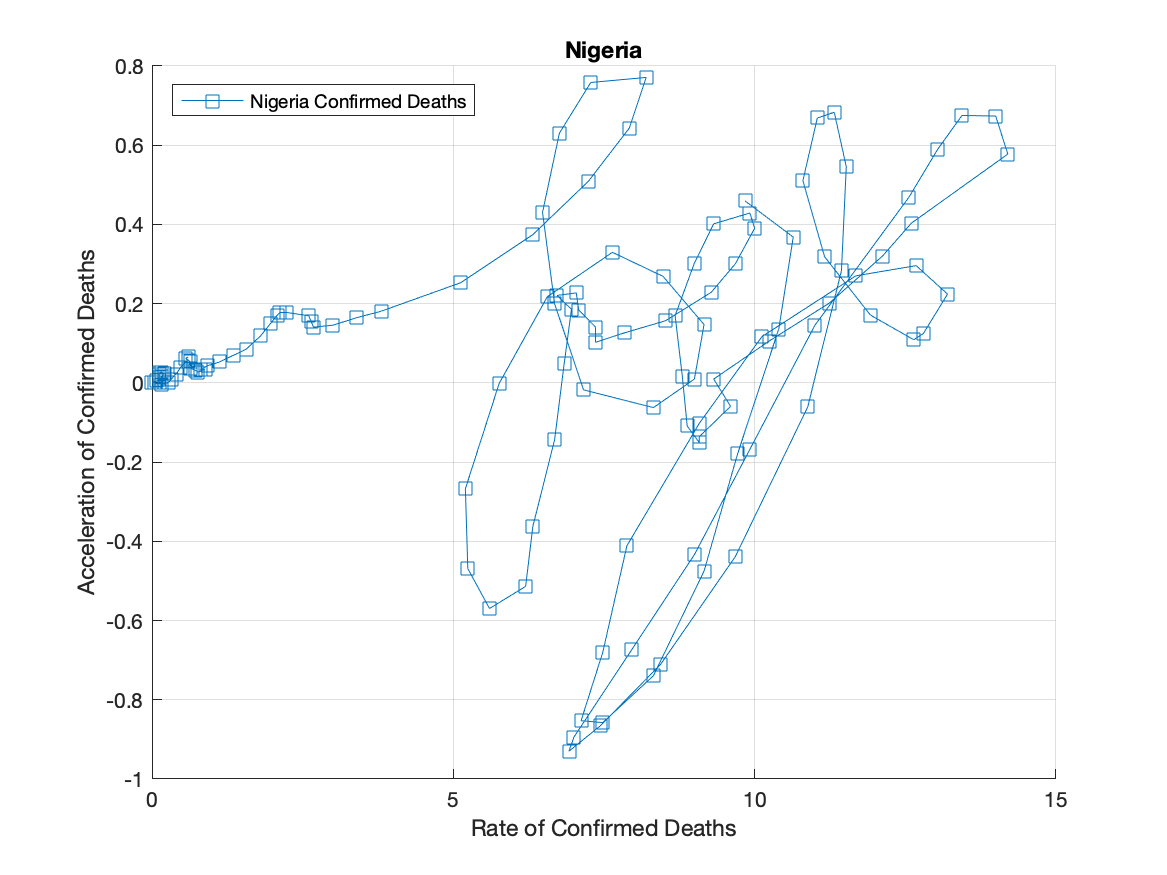 Nigeria
Nigeria Confirmed Deaths
0.8
0.6
0.4
0.2
0
-0.2
-0.4
-0.6
-0.8
-1
Acceleration of Confirmed Deaths
0 5 10 15
Rate of Confirmed Deaths